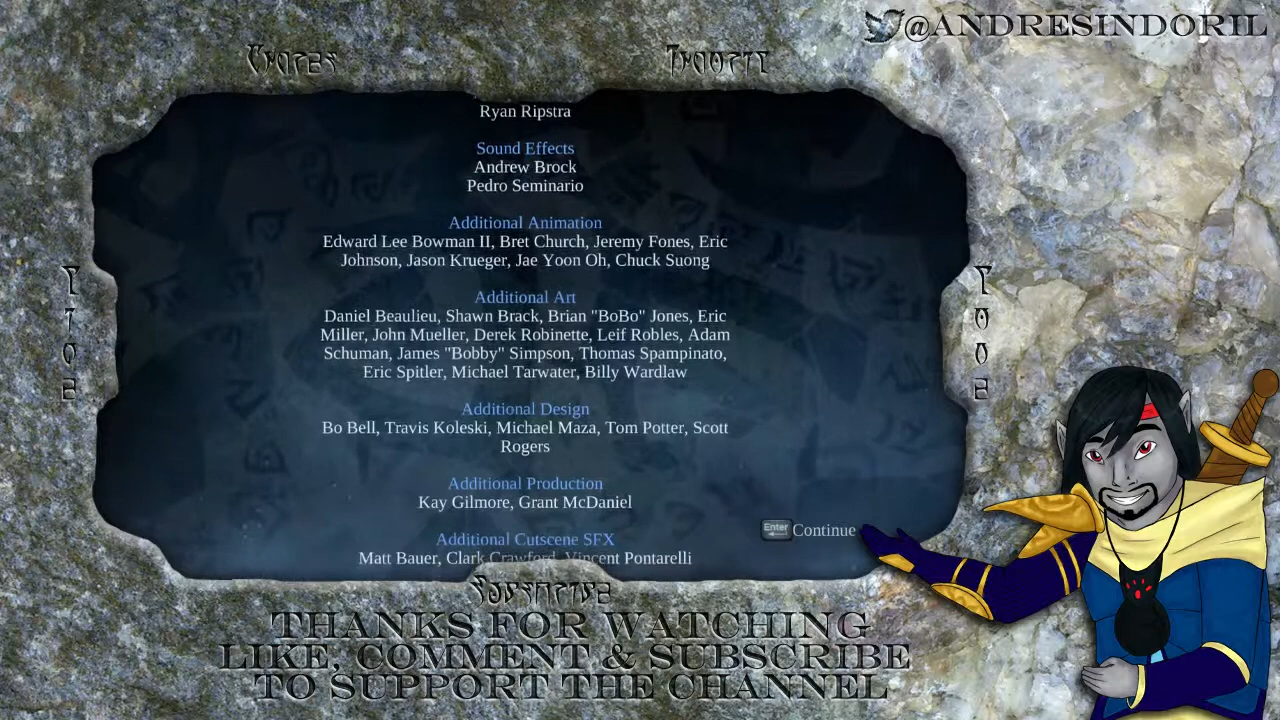 @ANDRESINDORIL
Ryan Ripstra
Sound Effects
Andrew Brock
Pedro Seminario
Additional Animation
Edward Lee Bowman II, Bret Church, Jeremy Fones, Eric
Johnson, Jason Krueger, Jae Yoon Oh, Chuck Suong
Additional Art
Daniel Beaulieu, Shawn Brack, Brian "BoBo" Jones, Eric
Miller, John Mueller, Derek Robinette, Leif Robles, Adam
Schuman, James "Bobby" Simpson, Thomas Spampinato,
Eric Spitler, Michael Tarwater, Billy Wardlaw
Additional Design
Bo Bell, Travis Koleski, Michael Maza, Tom Potter, Scott
Rogers
Additional Production
Kay Gilmore, Grant McDaniel
Enter Continue
Additional Cutscene SFX
Matt Bauer, Clark Crawford, Vincent Pontarelli
THANKS FOR WATCHING
LIKE, COMMENT & SUBSCRIBE
TO SUPPORT THE CHANNEL